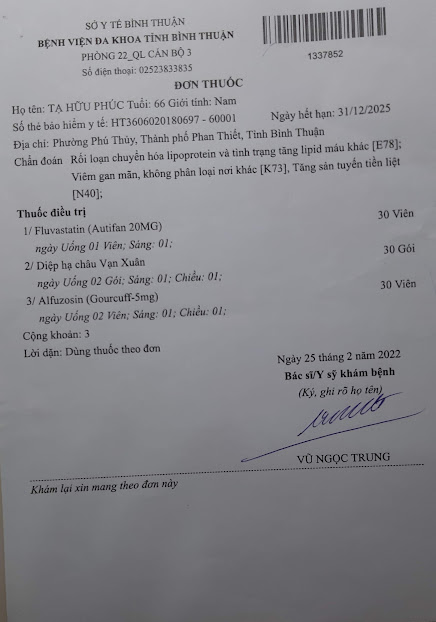 SỞ Y TẾ BÌNH THUẬN
BỆNH VIỆN ĐA KHOA TỈNH BÌNH THUẬN
PHÒNG 22_QL CÁN BỘ 3
Số điện thoại: 02523833835
1337852
ĐƠN THUỐC
Họ tên: TẠ HỮU PHÚC Tuổi: 66 Giới tính: Nam
Số thẻ bảo hiểm y tế: HT3606020180697 - 60001 Ngày hết hạn: 31/12/2025
Địa chỉ: Phường Phú Thủy, Thành phố Phan Thiết, Tỉnh Bình Thuận
Chẩn đoán Rối loạn chuyển hóa lipoprotein và tình trạng tăng lipid máu khác [E78];
Viêm gan mãn, không phân loại nơi khác [K73], Tăng sản tuyến tiền liệt
[N40];
Thuốc điều trị
1/ Fluvastatin (Autifan 20MG) 30 Viên
ngày Uống 01 Viên; Sáng: 01;
2/ Diệp hạ châu Vạn Xuân 30 Gói
ngày Uống 02 Gói; Sáng: 01; Chiều: 01;
3/ Alfuzosin (Gourcuff-5mg) 30 Viên
ngày Uống 02 Viên; Sáng: 01; Chiều: 01;
Cộng khoản: 3
Lời dặn: Dùng thuốc theo đơn
Ngày 25 tháng 2 năm 2022
Bác sĩ/Y sỹ khám bệnh
(Ký, ghi rõ họ tên)
VŨ NGỌC TRUNG
Khám lại xin mang theo đơn này